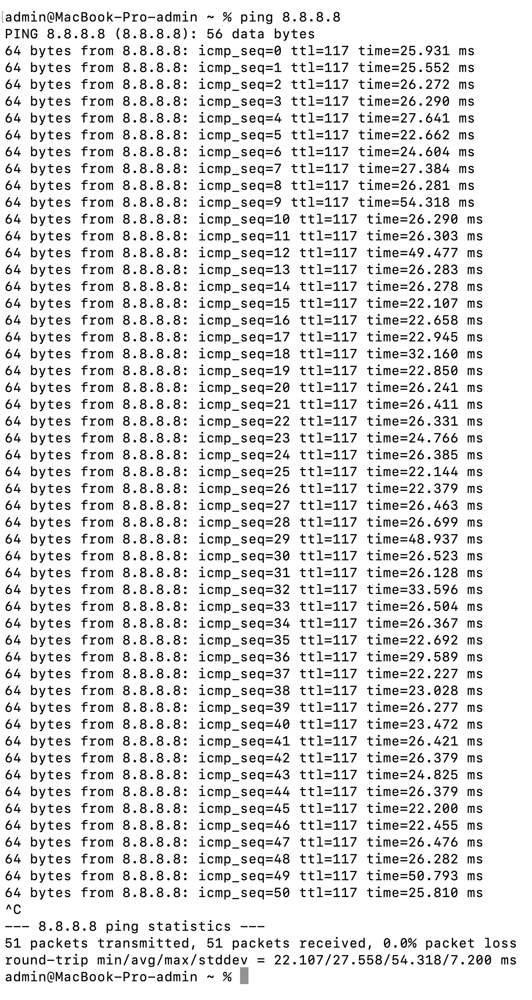 [admin@MacBook-Pro-admin ~ % ping 8.8.8.8
PING 8.8.8.8 (8.8.8.8): 56 data bytes
64 bytes from 8.8.8.8: icmp_seq=0 ttl=117 time=25.931 ms
64 bytes from 8.8.8.8: icmp_seq=1 ttl=117 time=25.552 ms
64 bytes from 8.8.8.8: icmp_seq=2 ttl=117 time=26.272 ms
64 bytes from 8.8.8.8: icmp_seq=3 ttl=117 time=26.290 ms
64 bytes from 8.8.8.8: icmp_seq=4 ttl=117 time=27.641 ms
64 bytes from 8.8.8.8: icmp_seq=5 ttl=117 time=22.662 ms
64 bytes from 8.8.8.8: icmp_seq=6 ttl=117 time=24.604 ms
64 bytes from 8.8.8.8: icmp_seq=7 ttl=117 time=27.384 ms
64 bytes from 8.8.8.8: icmp_seq=8 ttl=117 time=26.281 ms
64 bytes from 8.8.8.8: icmp_seq=9 ttl=117 time=54.318 ms
64 bytes from 8.8.8.8: icmp_seq=10 ttl=117 time=26.290 ms
64 bytes from 8.8.8.8: icmp_seq=11 ttl=117 time=26.303 ms
64 bytes from 8.8.8.8: icmp_seq=12 ttl=117 time=49.477 ms
64 bytes from 8.8.8.8: icmp_seq=13 ttl=117 time=26.283 ms
64 bytes from 8.8.8.8: icmp_seq=14 ttl=117 time=26.278 ms
64 bytes from 8.8.8.8: icmp_seq=15 ttl=117 time=22.107 ms
64 bytes from 8.8.8.8: icmp_seq=16 ttl=117 time=22.658 ms
64 bytes from 8.8.8.8: icmp_seq=17 ttl=117 time=22.945 ms
64 bytes from 8.8.8.8: icmp_seq=18 ttl=117 time=32.160 ms
64 bytes from 8.8.8.8: icmp_seq=19 ttl=117 time=22.850 ms
64 bytes from 8.8.8.8: icmp_seq=20 ttl=117 time=26.241 ms
64 bytes from 8.8.8.8: icmp_seq=21 ttl=117 time=26.411 ms
64 bytes from 8.8.8.8: icmp_seq=22 ttl=117 time=26.331 ms
64 bytes from 8.8.8.8: icmp_seq=23 ttl=117 time=24.766 ms
64 bytes from 8.8.8.8: icmp_seq=24 ttl=117 time=26.385 ms
64 bytes from 8.8.8.8: icmp_seq=25 ttl=117 time=22.144 ms
64 bytes from 8.8.8.8: icmp_seq=26 ttl=117 time=22.379 ms
64 bytes from 8.8.8.8: icmp_seq=27 ttl=117 time=26.463 ms
64 bytes from 8.8.8.8: icmp_seq=28 ttl=117 time=26.699 ms
64 bytes from 8.8.8.8: icmp_seq=29 ttl=117 time=48.937 ms
64 bytes from 8.8.8.8: icmp_seq=30 ttl=117 time=26.523 ms
64 bytes from 8.8.8.8: icmp_seq=31 ttl=117 time=26.128 ms
64 bytes from 8.8.8.8: icmp_seq=32 ttl=117 time=33.596 ms
64 bytes from 8.8.8.8: icmp_seq=33 ttl=117 time=26.504 ms
64 bytes from 8.8.8.8: icmp_seq=34 ttl=117 time=26.367 ms
64 bytes from 8.8.8.8: icmp_seq=35 ttl=117 time=22.692 ms
64 bytes from 8.8.8.8: icmp_seq=36 ttl=117 time=29.589 ms
64 bytes from 8.8.8.8: icmp_seq=37 ttl=117 time=22.227 ms
64 bytes from 8.8.8.8: icmp_seq=38 ttl=117 time=23.028 ms
64 bytes from 8.8.8.8: icmp_seq=39 ttl=117 time=26.277 ms
64 bytes from 8.8.8.8: icmp_seq=40 ttl=117 time=23.472 ms
64 bytes from 8.8.8.8: icmp_seq=41 ttl=117 time=26.421 ms
64 bytes from 8.8.8.8: icmp_seq=42 ttl=117 time=26.379 ms
64 bytes from 8.8.8.8: icmp_seq=43 ttl=117 time=24.825 ms
64 bytes from 8.8.8.8: icmp_seq=44 ttl=117 time=26.379 ms
64 bytes from 8.8.8.8: icmp_seq=45 ttl=117 time=22.200 ms
64 bytes from 8.8.8.8: icmp_seq=46 ttl=117 time=22.455 ms
64 bytes from 8.8.8.8: icmp_seq=47 ttl=117 time=26.476 ms
64 bytes from 8.8.8.8: icmp_seq=48 ttl=117 time=26.282 ms
64 bytes from 8.8.8.8: icmp_seq=49 ttl=117 time=50.793 ms
64 bytes from 8.8.8.8: icmp_seq=50 ttl=117 time=25.810 ms
^C
--- 8.8.8.8 ping statistics ---
51 packets transmitted, 51 packets received, 0.0% packet loss
round-trip min/avg/max/stddev = 22.107/27.558/54.318/7.200 ms
admin@MacBook-Pro-admin ~ %